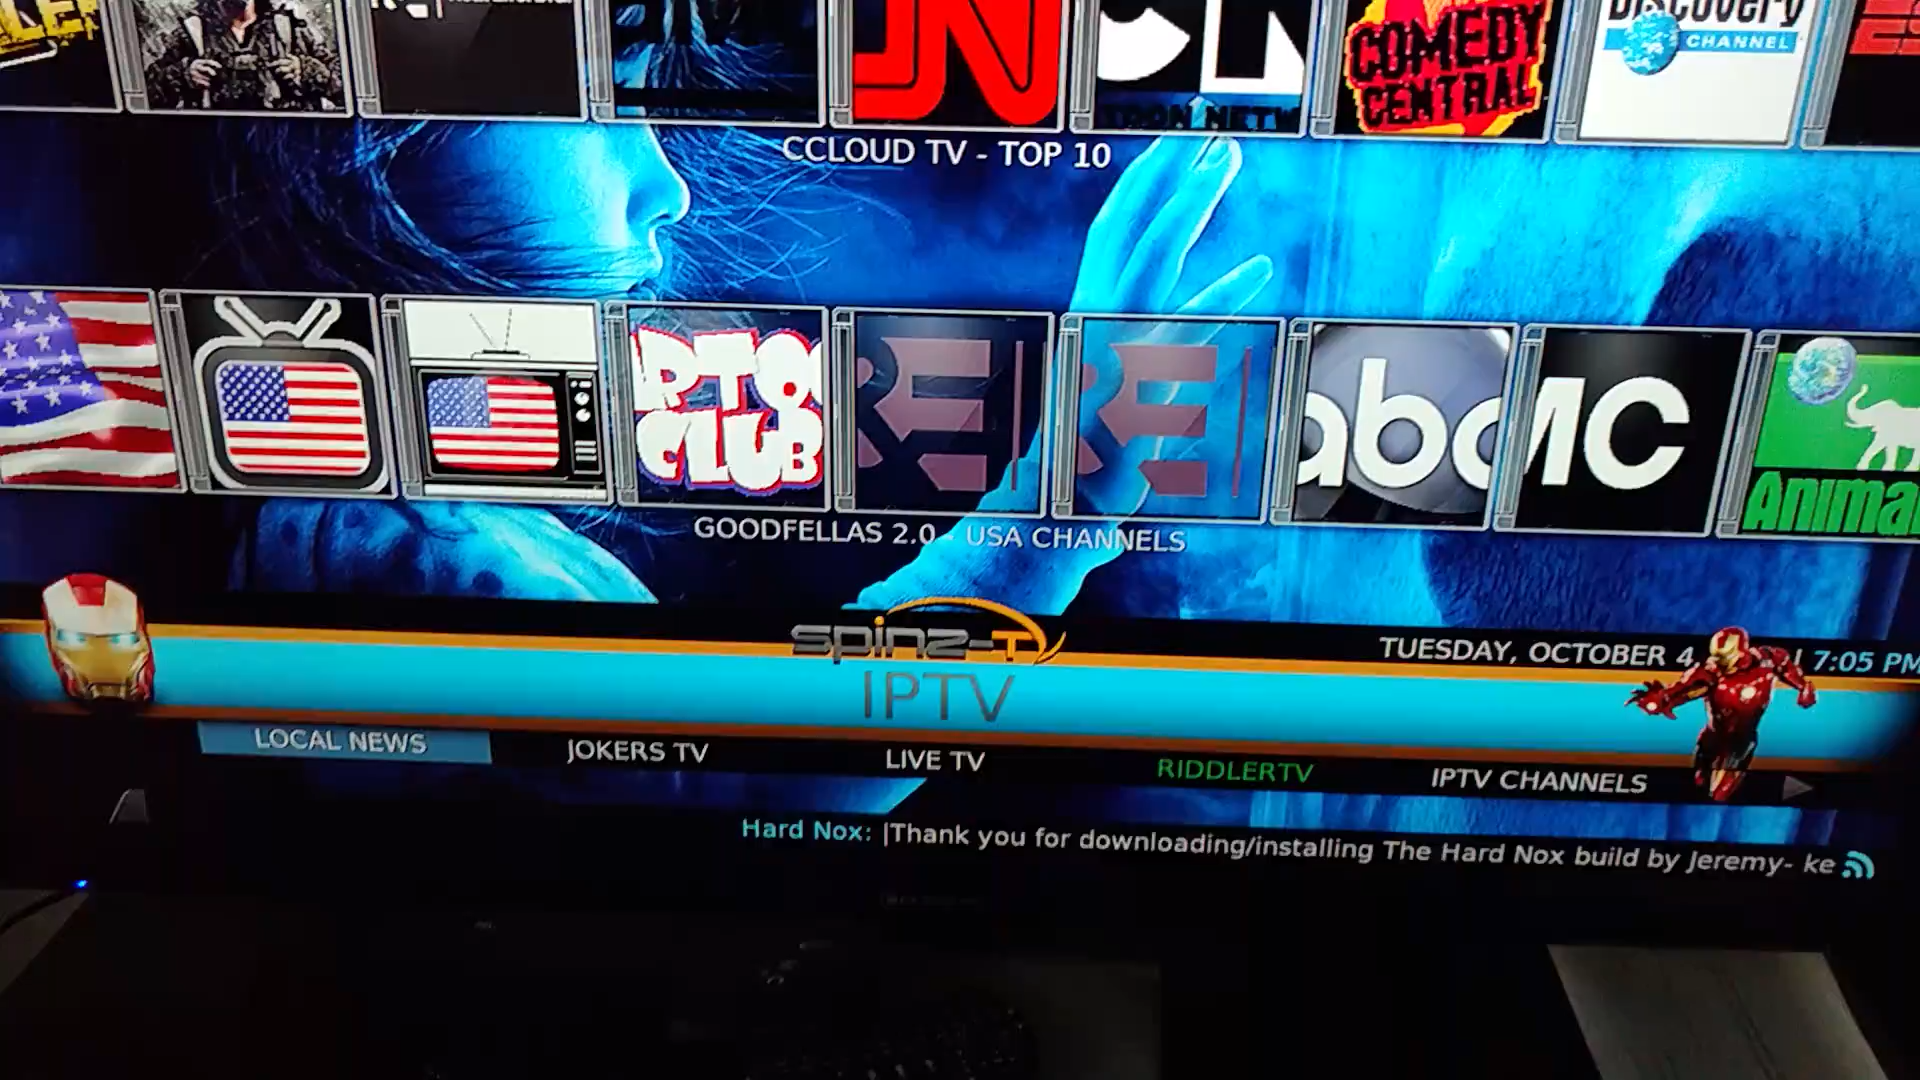 COMEDY
CENTRAL
Discovery
CHANNEL
CCLOUD TV - TOP 10
CLUB
abc
MC
GOODFELLAS 2.0 - USA CHANNELS
spinz-T
TUESDAY, OCTOBER 4
7:05 PM
IPTV
LOCAL NEWS
JOKERS TV
LIVE TV
RIDDLERTV
IPTV CHANNELS
Hard Nox: |Thank you for downloading/installing The Hard Nox build by Jeremy- ke